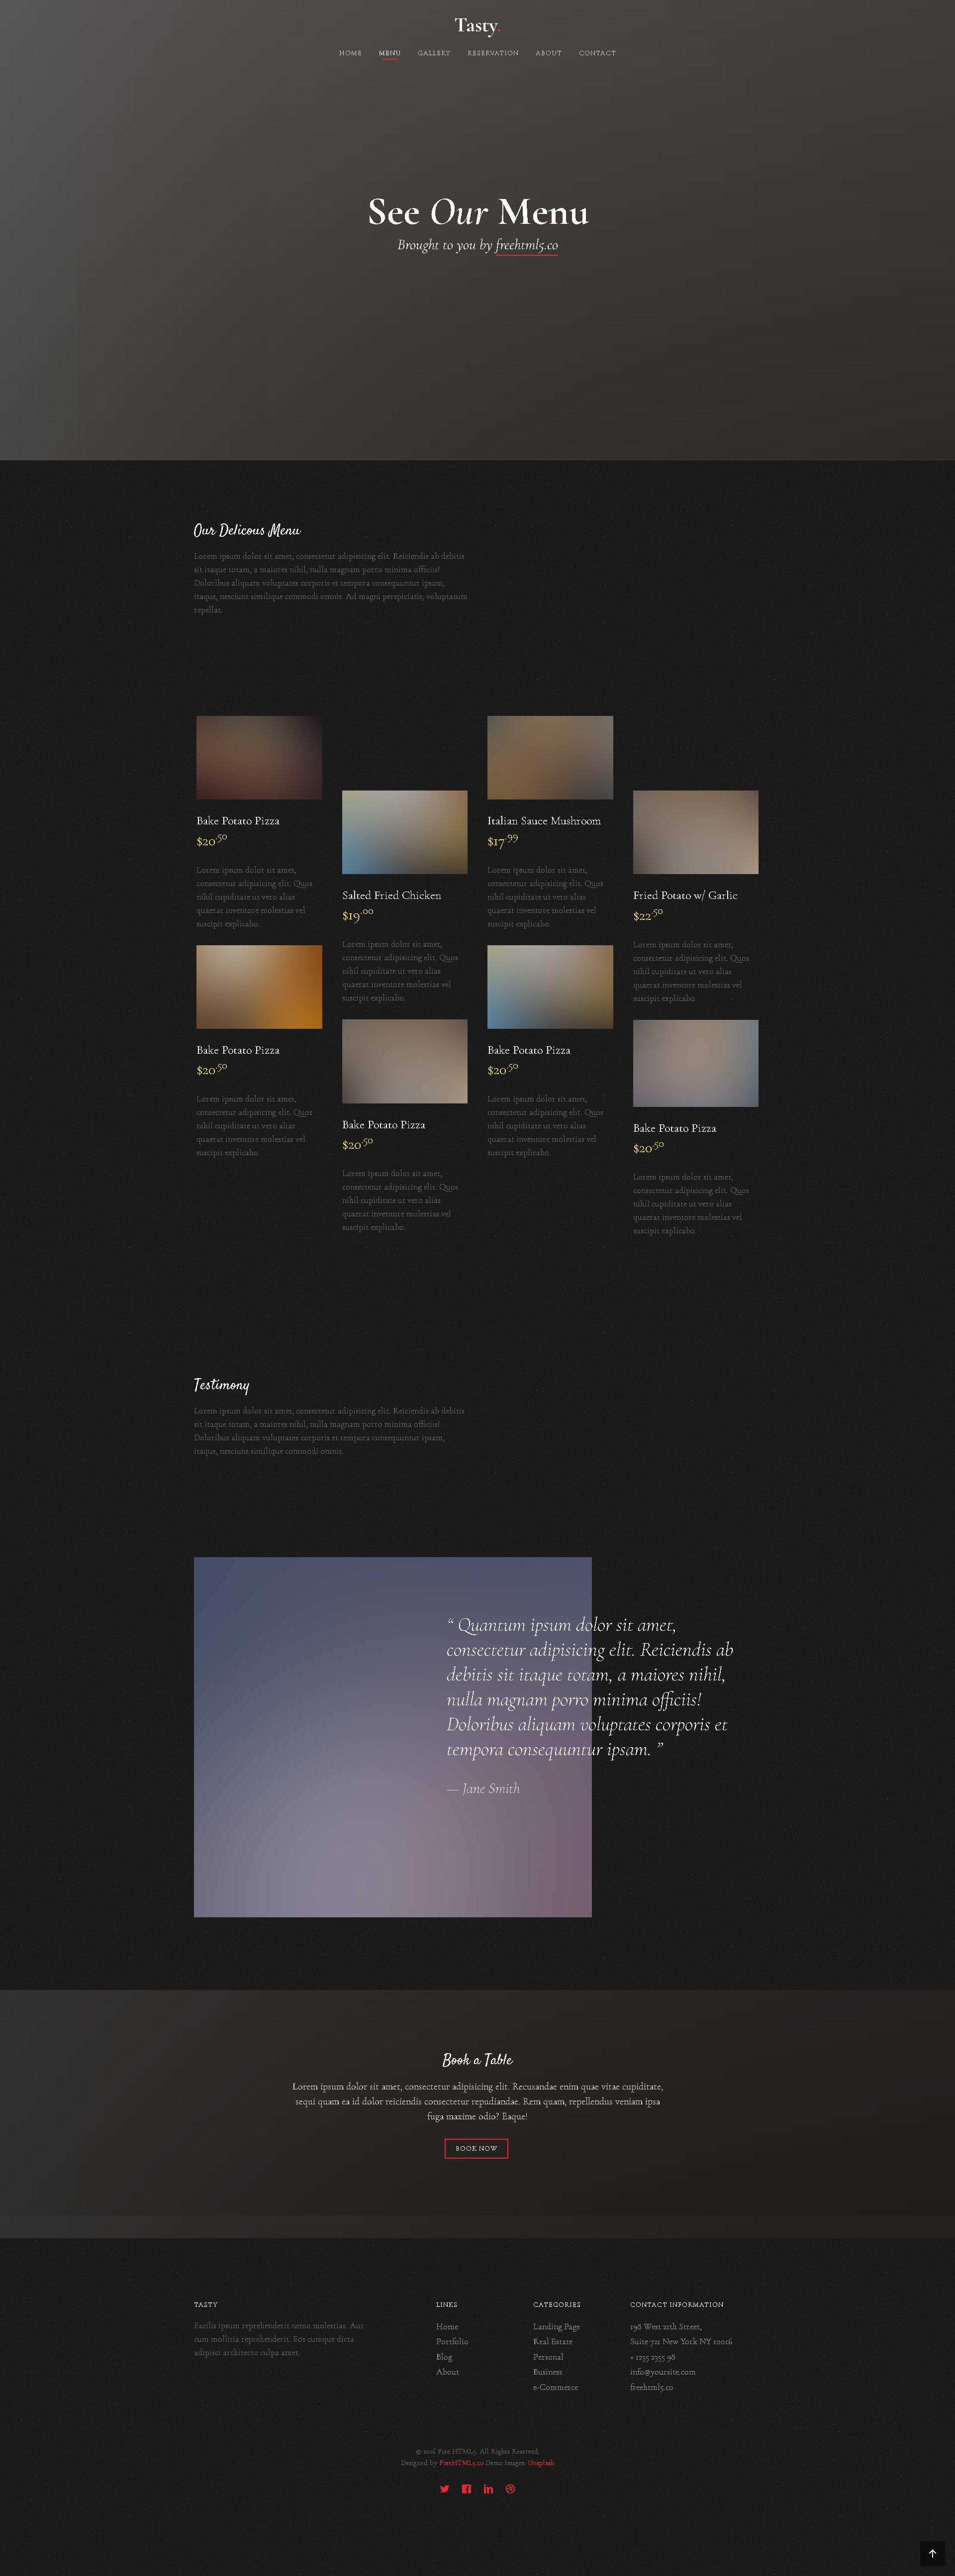 Tasty.
HOME MENU GALLERY RESERVATION ABOUT CONTACT
See Our Menu
Brought to you by freehtml5.co
Our Delicous Menu
Lorem ipsum dolor sit amet, consectetur adipisicing elit. Reiciendis ab debitis
sit itaque totam, a maiores nihil, nulla magnam porro minima officiis!
Doloribus aliquam voluptates corporis et tempora consequuntur ipsam,
itaque, nesciunt similique commodi omnis. Ad magni perspiciatis, voluptatum
repellat.
Bake Potato Pizza
$20.50
Lorem ipsum dolor sit amet,
consectetur adipisicing elit. Quos
nihil cupiditate ut vero alias
quaerat inventore molestias vel
suscipit explicabo.
Salted Fried Chicken
$19.00
Lorem ipsum dolor sit amet,
consectetur adipisicing elit. Quos
nihil cupiditate ut vero alias
quaerat inventore molestias vel
suscipit explicabo.
Italian Sauce Mushroom
$17.99
Lorem ipsum dolor sit amet,
consectetur adipisicing elit. Quos
nihil cupiditate ut vero alias
quaerat inventore molestias vel
suscipit explicabo.
Fried Potato w/ Garlic
$22.50
Lorem ipsum dolor sit amet,
consectetur adipisicing elit. Quos
nihil cupiditate ut vero alias
quaerat inventore molestias vel
suscipit explicabo.
Bake Potato Pizza
$20.50
Lorem ipsum dolor sit amet,
consectetur adipisicing elit. Quos
nihil cupiditate ut vero alias
quaerat inventore molestias vel
suscipit explicabo.
Bake Potato Pizza
$20.50
Lorem ipsum dolor sit amet,
consectetur adipisicing elit. Quos
nihil cupiditate ut vero alias
quaerat inventore molestias vel
suscipit explicabo.
Bake Potato Pizza
$20.50
Lorem ipsum dolor sit amet,
consectetur adipisicing elit. Quos
nihil cupiditate ut vero alias
quaerat inventore molestias vel
suscipit explicabo.
Bake Potato Pizza
$20.50
Lorem ipsum dolor sit amet,
consectetur adipisicing elit. Quos
nihil cupiditate ut vero alias
quaerat inventore molestias vel
suscipit explicabo.
Testimony
Lorem ipsum dolor sit amet, consectetur adipisicing elit. Reiciendis ab debitis
sit itaque totam, a maiores nihil, nulla magnam porro minima officiis!
Doloribus aliquam voluptates corporis et tempora consequuntur ipsam,
itaque, nesciunt similique commodi omnis.
“ Quantum ipsum dolor sit amet,
consectetur adipisicing elit. Reiciendis ab
debitis sit itaque totam, a maiores nihil,
nulla magnam porro minima officiis!
Doloribus aliquam voluptates corporis et
tempora consequuntur ipsam. ”
— Jane Smith
Book a Table
Lorem ipsum dolor sit amet, consectetur adipisicing elit. Recusandae enim quae vitae cupiditate,
sequi quam ea id dolor reiciendis consectetur repudiandae. Rem quam, repellendus veniam ipsa
fuga maxime odio? Eaque!
BOOK NOW
TASTY
Facilis ipsum reprehenderit nemo molestias. Aut
cum mollitia reprehenderit. Eos cumque dicta
adipisci architecto culpa amet.
LINKS
Home
Portfolio
Blog
About
CATEGORIES
Landing Page
Real Estate
Personal
Business
e-Commerce
CONTACT INFORMATION
198 West 21th Street,
Suite 721 New York NY 10016
+ 1235 2355 98
info@yoursite.com
freehtml5.co
© 2016 Free HTML5. All Rights Reserved.
Designed by FreeHTML5.co Demo Images: Unsplash